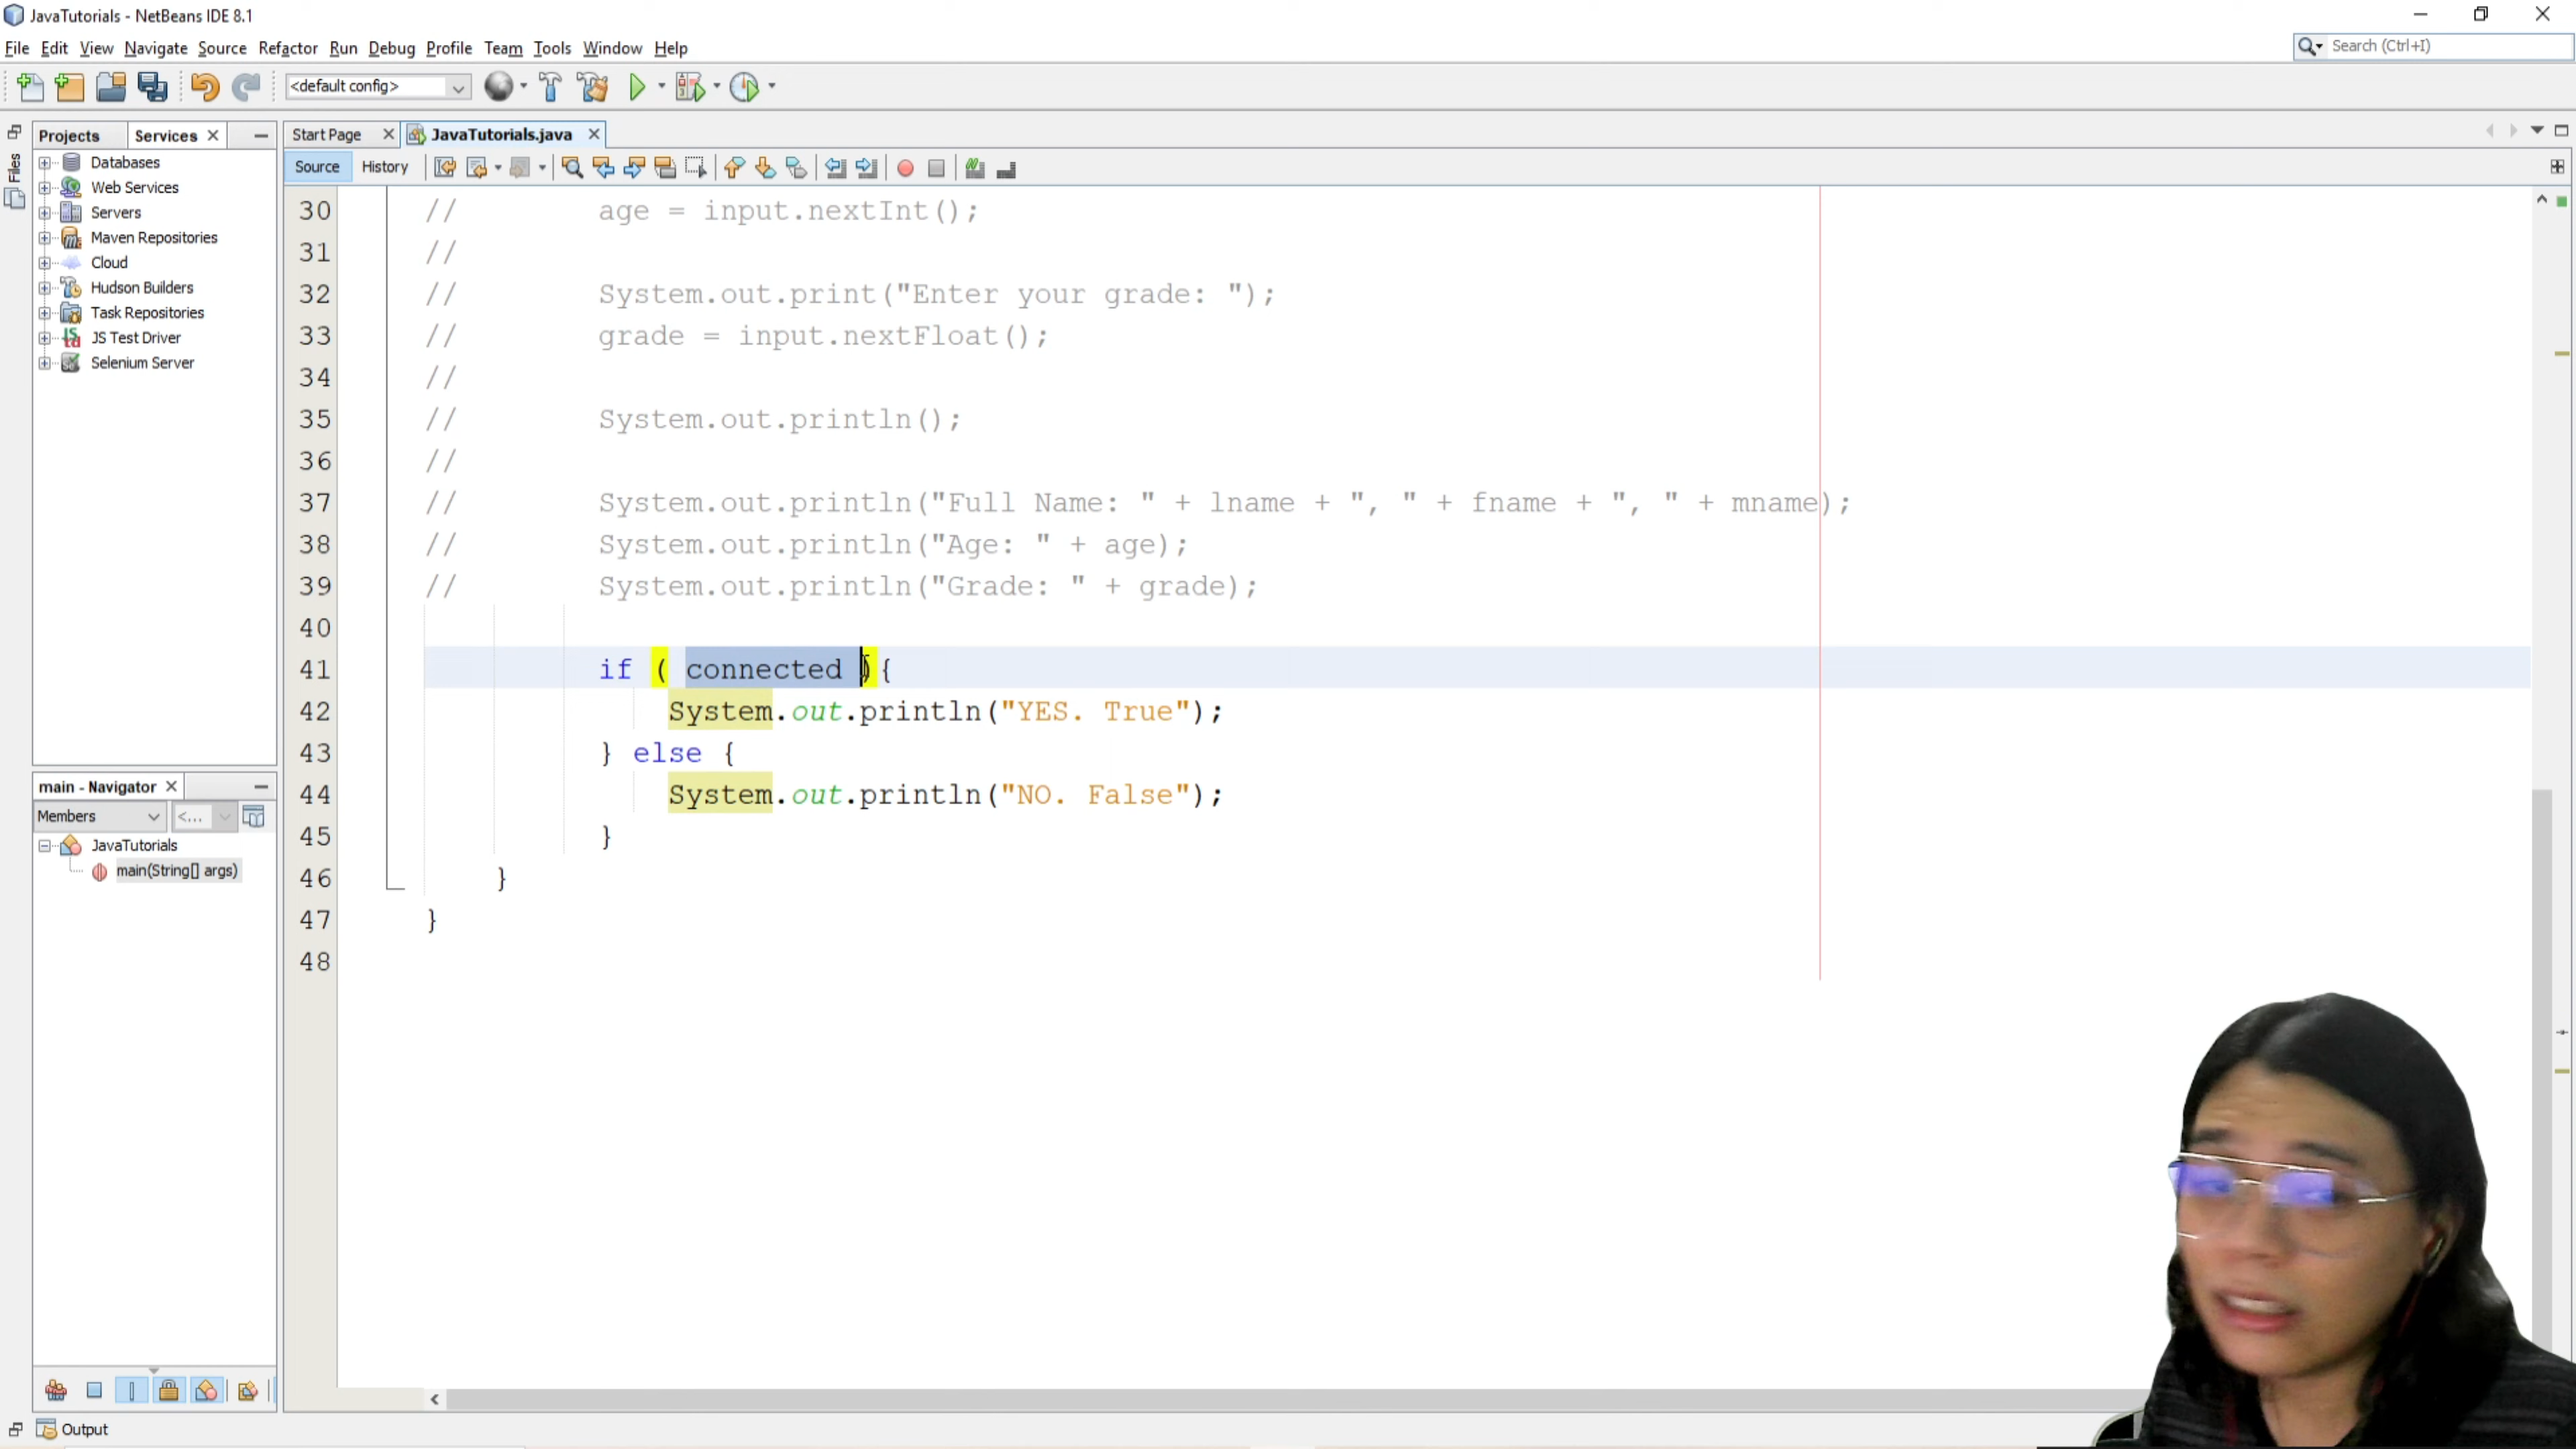 JavaTutorials - NetBeans IDE 8.1
File Edit View Navigate Source Refactor Run Debug Profile Team Tools Window Help
Search (Ctrl+I)
<default config>
Files
Projects Services
Databases
Web Services
Servers
Maven Repositories
Cloud
Hudson Builders
Task Repositories
JS Test Driver
Selenium Server
Start Page JavaTutorials.java
Source History
30 // age = input.nextInt();
31 //
32 // System.out.print("Enter your grade: ");
33 // grade = input.nextFloat();
34 //
35 // System.out.println();
36 //
37 // System.out.println("Full Name: " + lname + ", " + fname + ", " + mname);
38 // System.out.println("Age: " + age);
39 // System.out.println("Grade: " + grade);
40
41 if ( connected ){
42 System.out.println("YES. True");
43 } else {
44 System.out.println("NO. False");
45 }
46 }
47 }
48
main - Navigator
Members <...
JavaTutorials
main(String[] args)
Output